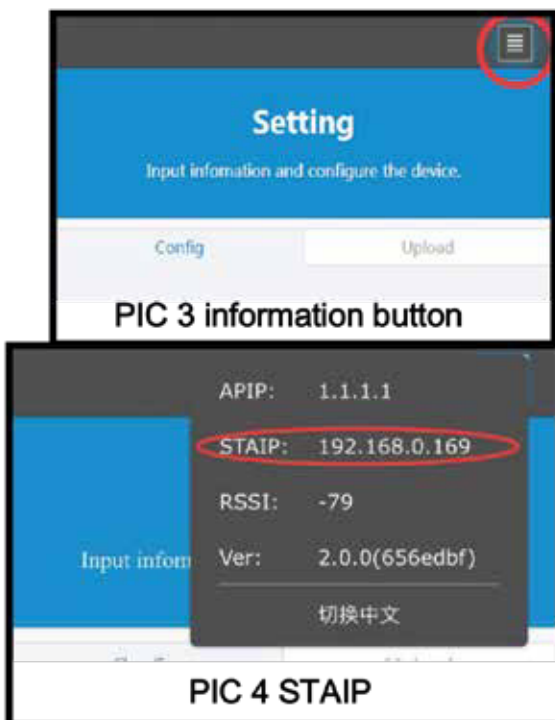 Setting
Input infomation and configure the device.
Config Upload
PIC 3 information button
APIP: 1.1.1.1
STAIP: 192.168.0.169
Input infom
RSSI: -79
Ver: 2.0.0(656edbf)
切换中文
PIC 4 STAIP